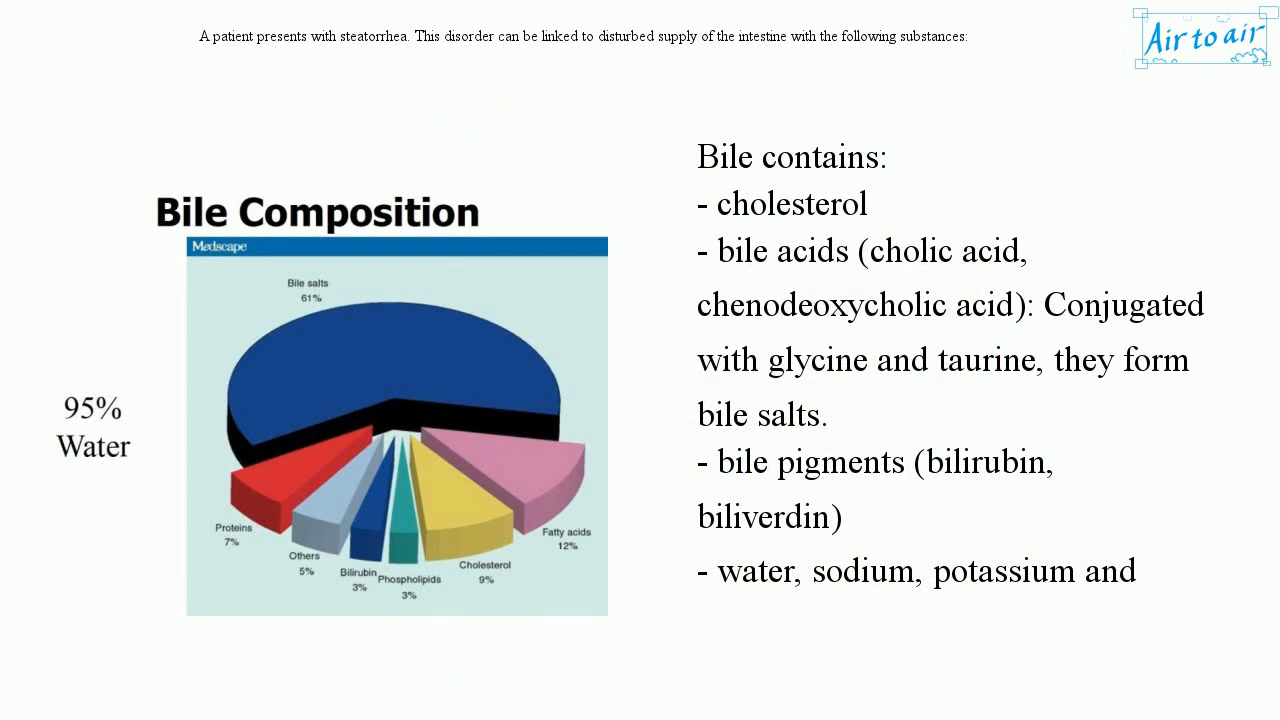 A patient presents with steatorrhea. This disorder can be linked to disturbed supply of the intestine with the following substances:
Air to air
Bile Composition
Medscape
Bile salts
61%
95%
Water
Proteins
7%
Others
5%
Bilirubin
3%
Phospholipids
3%
Cholesterol
9%
Fatty acids
12%
Bile contains:
- cholesterol
- bile acids (cholic acid,
chenodeoxycholic acid): Conjugated
with glycine and taurine, they form
bile salts.
- bile pigments (bilirubin,
biliverdin)
- water, sodium, potassium and